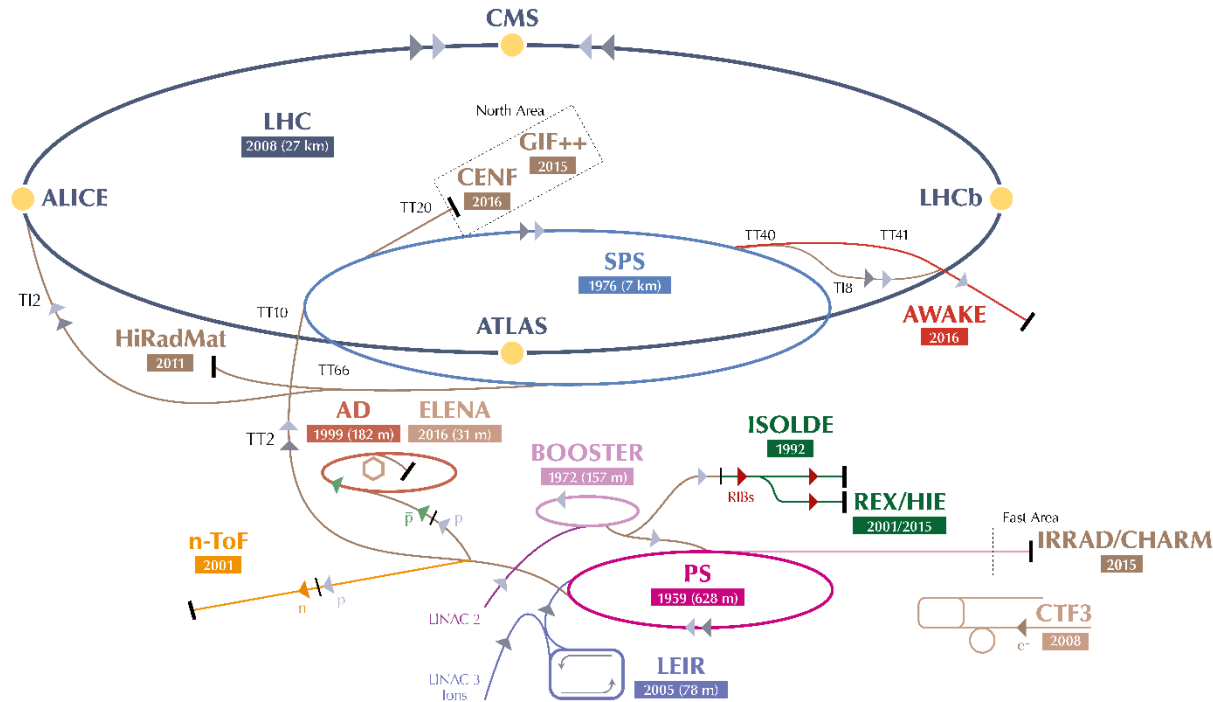 CMS
LHC
2008 (27 km)
North Area
GIF++
2015
CENF
2016
ALICE
LHCb
TT20
TT40
TT41
SPS
1976 (7 km)
TI8
TI2
TT10
ATLAS
AWAKE
2016
HiRadMat
2011
TT66
AD
1999 (182 m)
ELENA
2016 (31 m)
TT2
BOOSTER
1972 (157 m)
ISOLDE
1992
RIBs
REX/HIE
2001/2015
p̅
p
East Area
n-ToF
2001
IRRAD/CHARM
2015
PS
1959 (628 m)
n
p
LINAC 2
CTF3
2008
e-
LINAC 3
Ions
LEIR
2005 (78 m)